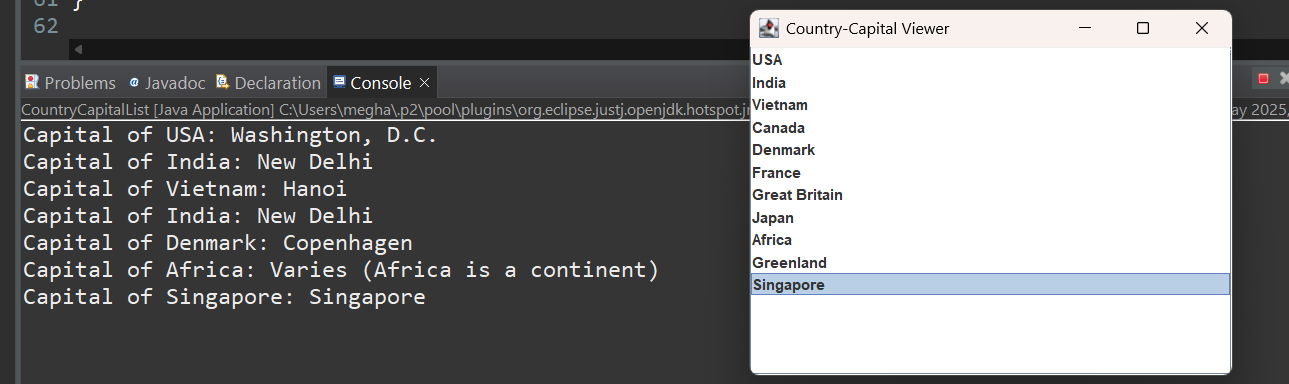 62
Problems Javadoc Declaration Console
CountryCapitalList [Java Application] C:\Users\megha\.p2\pool\plugins\org.eclipse.justj.openjdk.hotspot.j
ay 2025,
Capital of USA: Washington, D.C.
Capital of India: New Delhi
Capital of Vietnam: Hanoi
Capital of India: New Delhi
Capital of Denmark: Copenhagen
Capital of Africa: Varies (Africa is a continent)
Capital of Singapore: Singapore
Country-Capital Viewer
USA
India
Vietnam
Canada
Denmark
France
Great Britain
Japan
Africa
Greenland
Singapore